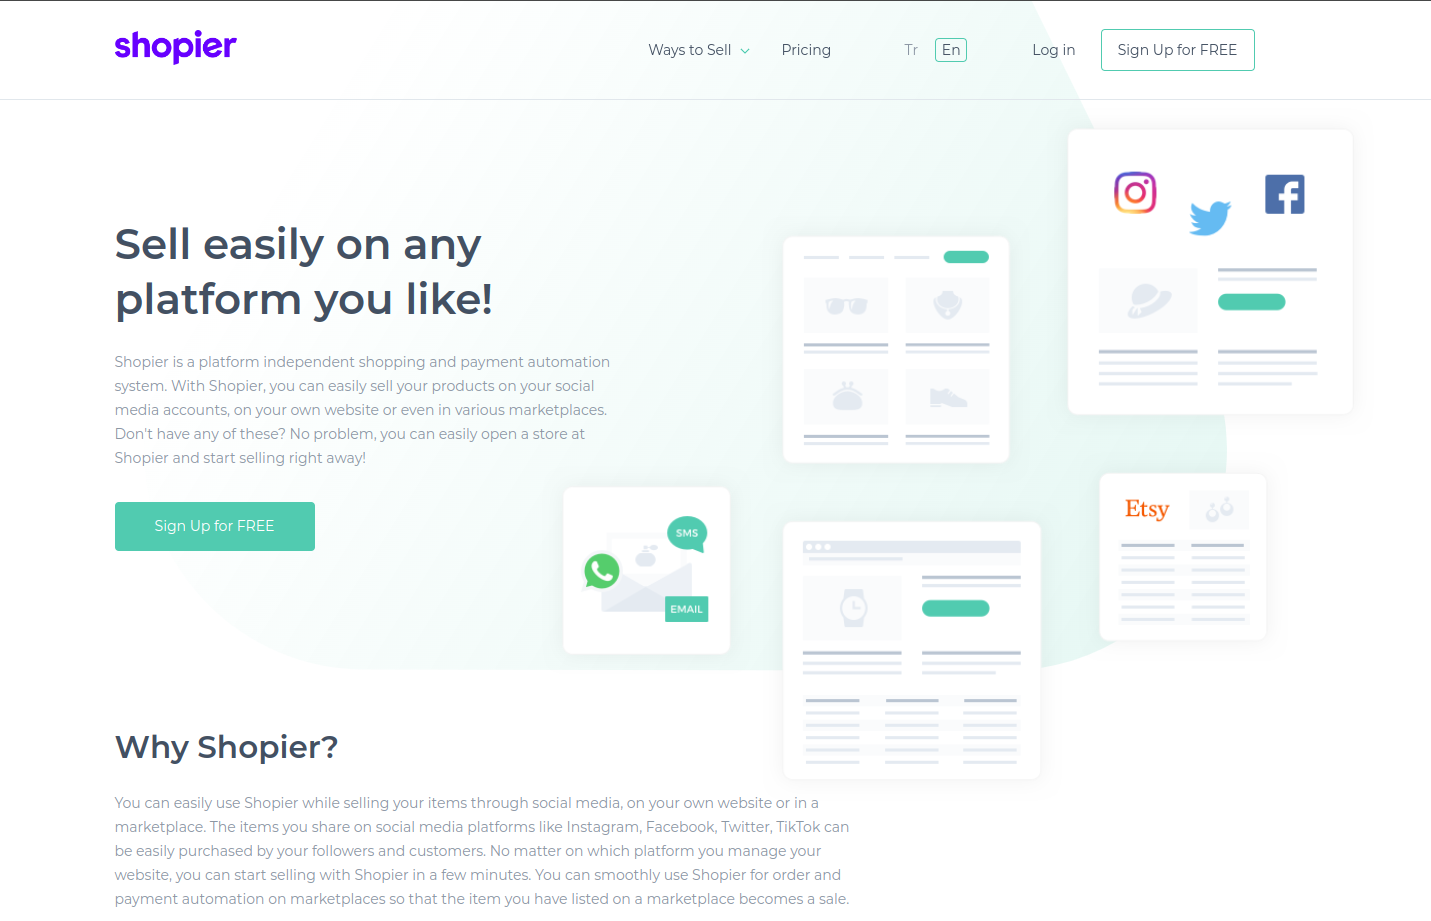 shopier
Ways to Sell
Pricing
Tr
En
Log in
Sign Up for FREE
Sell easily on any
platform you like!
Shopier is a platform independent shopping and payment automation
system. With Shopier, you can easily sell your products on your social
media accounts, on your own website or even in various marketplaces.
Don't have any of these? No problem, you can easily open a store at
Shopier and start selling right away!
Sign Up for FREE
SMS
EMAIL
Etsy
Why Shopier?
You can easily use Shopier while selling your items through social media, on your own website or in a
marketplace. The items you share on social media platforms like Instagram, Facebook, Twitter, TikTok can
be easily purchased by your followers and customers. No matter on which platform you manage your
website, you can start selling with Shopier in a few minutes. You can smoothly use Shopier for order and
payment automation on marketplaces so that the item you have listed on a marketplace becomes a sale.